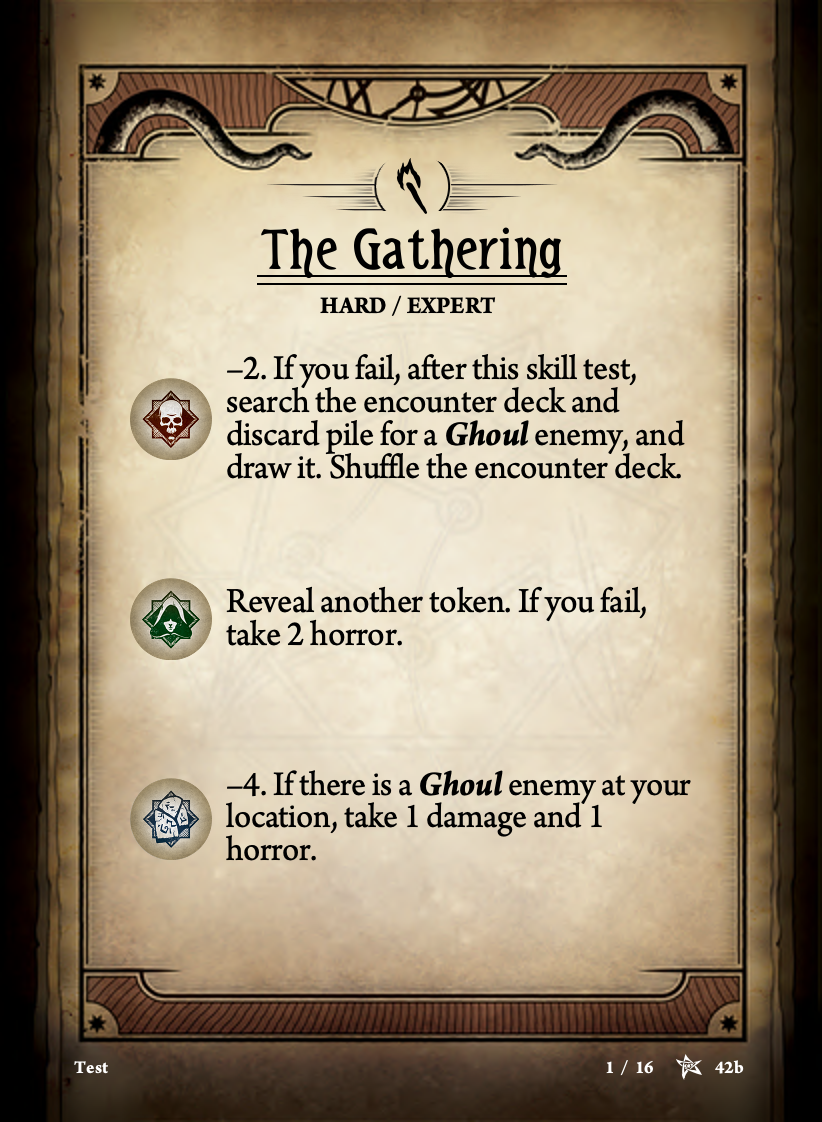 The Gathering
HARD / EXPERT
–2. If you fail, after this skill test,
search the encounter deck and
discard pile for a Ghoul enemy, and
draw it. Shuffle the encounter deck.
Reveal another token. If you fail,
take 2 horror.
–4. If there is a Ghoul enemy at your
location, take 1 damage and 1
horror.
Test
1 / 16
42b